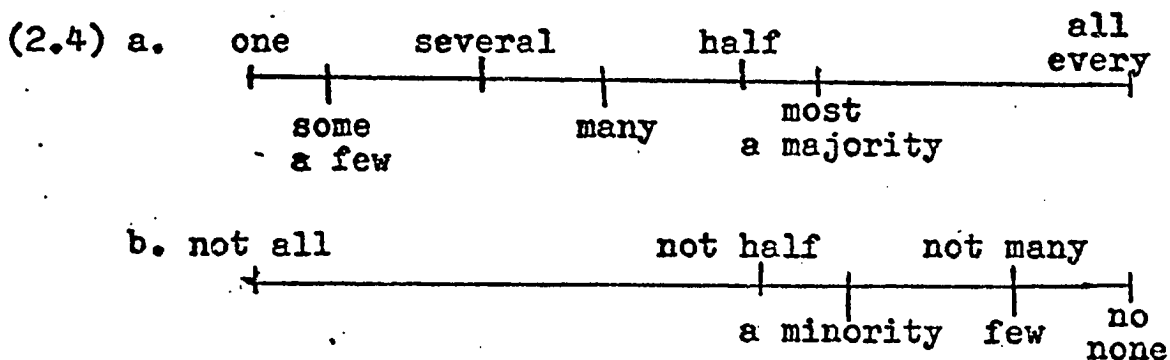 (2.4) a. one several half all
every
some many most
a few a majority
b. not all not half not many
a minority few no
none